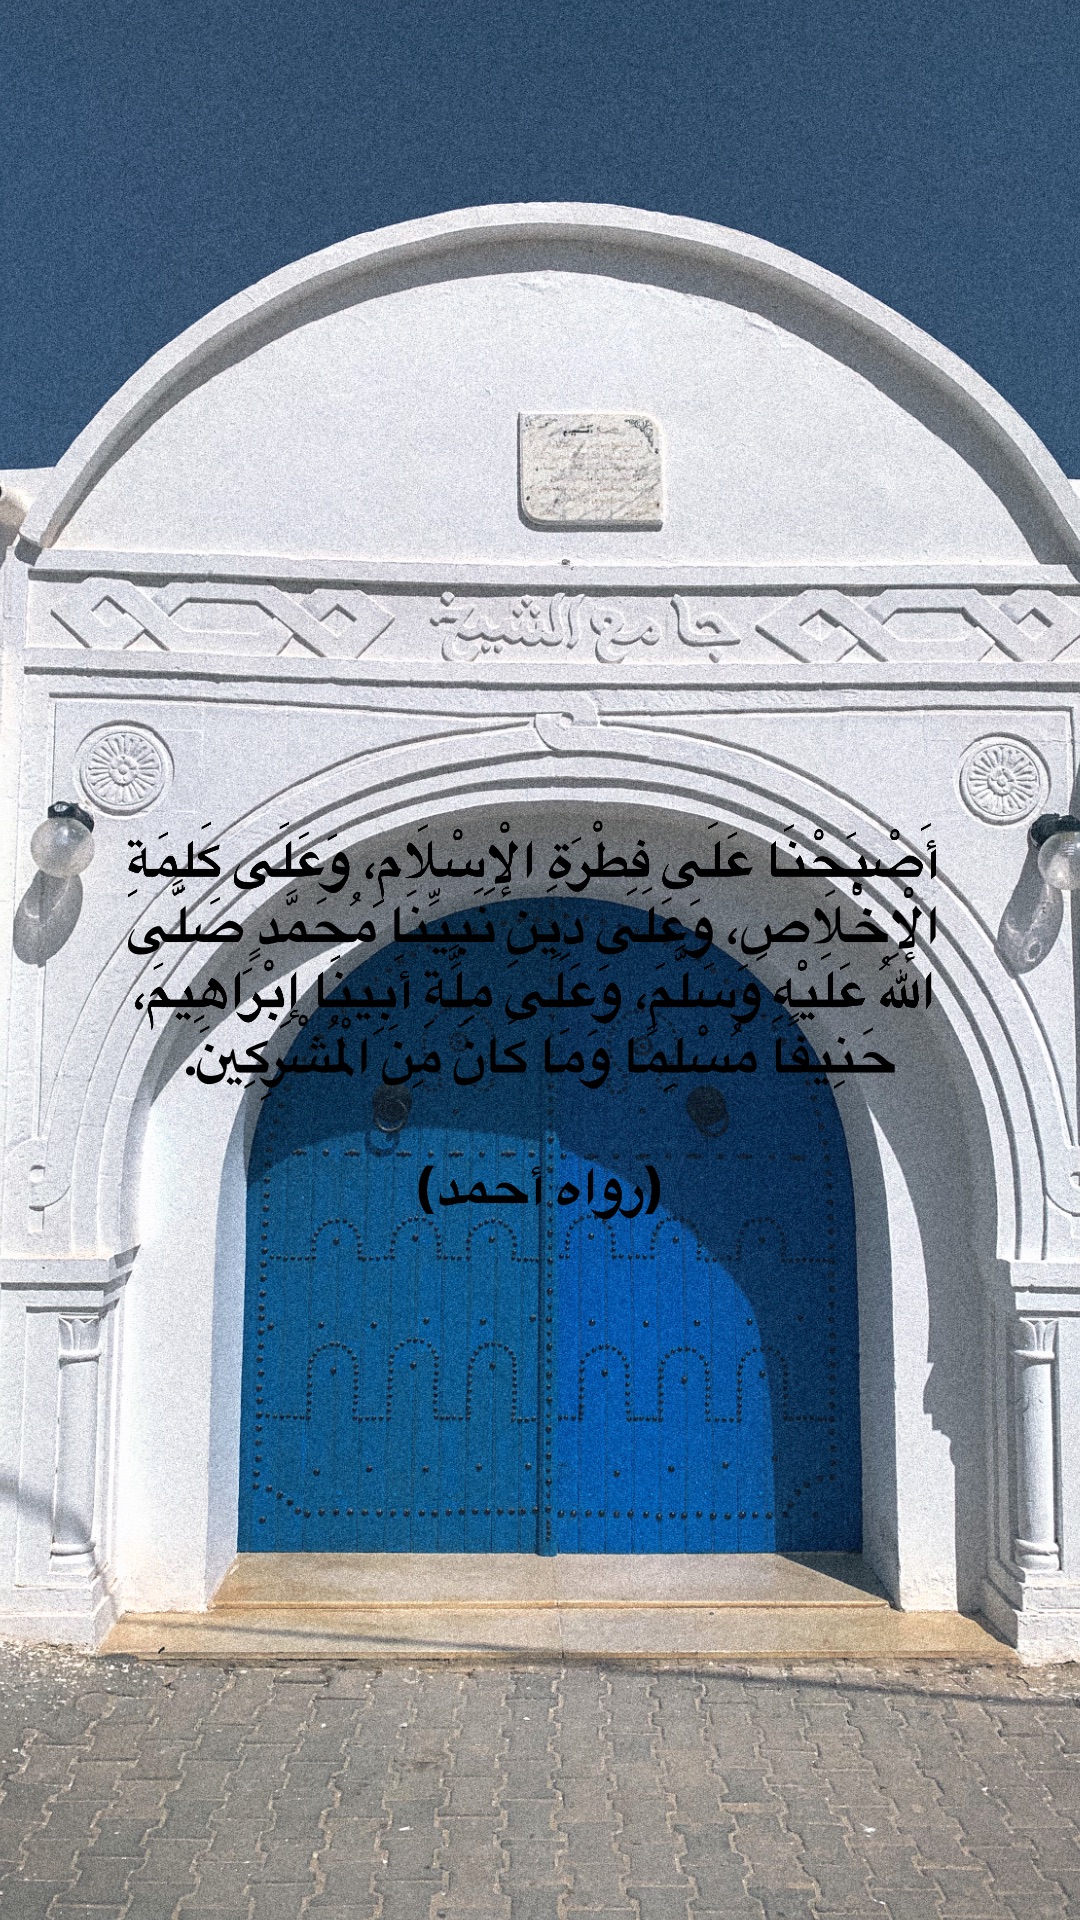 جامع الشيخ
أَصْبَحْنَا عَلَى فِطْرَةِ الْإِسْلَامِ، وَعَلَى كَلِمَةِ
الْإِخْلَاصِ، وَعَلَى دِينِ نَبِيِّنَا مُحَمَّدٍ صَلَّى
اللهُ عَلَيْهِ وَسَلَّمَ، وَعَلَى مِلَّةِ أَبِينَا إِبْرَاهِيمَ،
حَنِيفًا مُسْلِمًا وَمَا كَانَ مِنَ الْمُشْرِكِينَ.
(رواه أحمد)